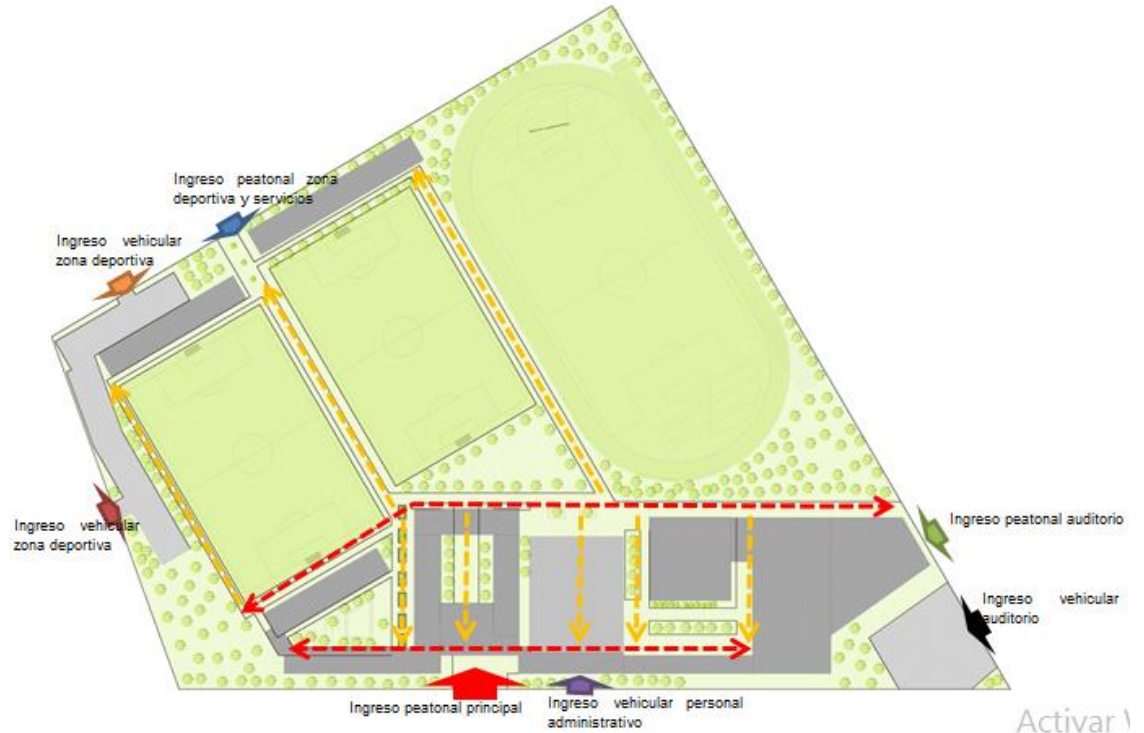 Ingreso peatonal zona
deportiva y servicios
Ingreso vehicular
zona deportiva
Ingreso vehicular
zona deportiva
Ingreso peatonal auditorio
Ingreso vehicular
auditorio
Ingreso peatonal principal
Ingreso vehicular personal
administrativo
Activar